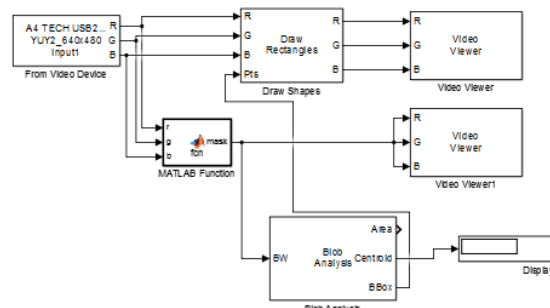 A4 TECH USB2...
YUY2_640x480
Input1
R
G
B
From Video Device
R
G
B
Pts
Draw
Rectangles
R
G
B
Draw Shapes
R
G
B
Video
Viewer
Video Viewer
r
g
b
fcn
mask
MATLAB Function
R
G
B
Video
Viewer
Video Viewer1
BW
Blob
Analysis
Area
Centroid
BBox
Display